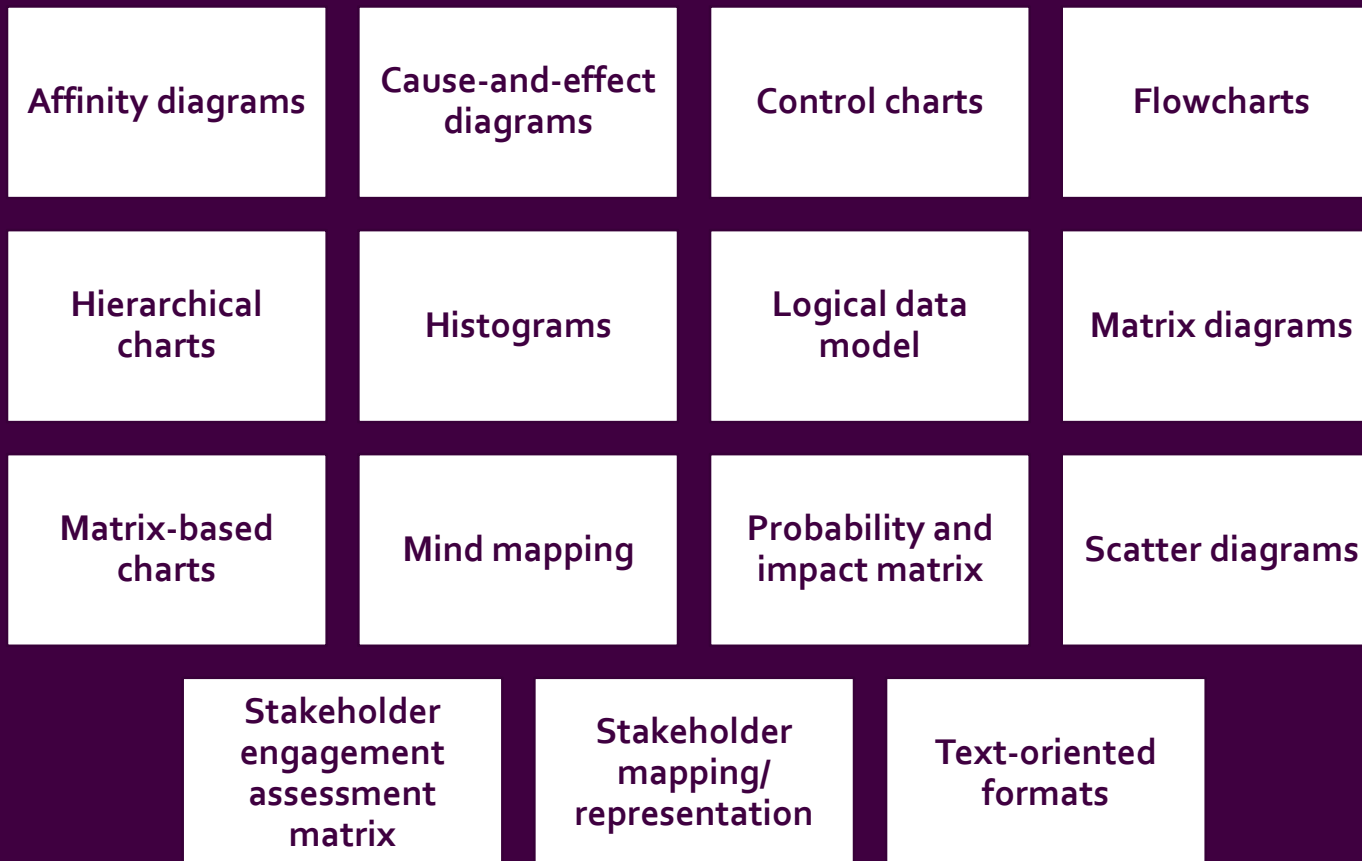 Affinity diagrams
Cause-and-effect
diagrams
Control charts
Flowcharts
Hierarchical
charts
Histograms
Logical data
model
Matrix diagrams
Matrix-based
charts
Mind mapping
Probability and
impact matrix
Scatter diagrams
Stakeholder
engagement
assessment
matrix
Stakeholder
mapping/
representation
Text-oriented
formats